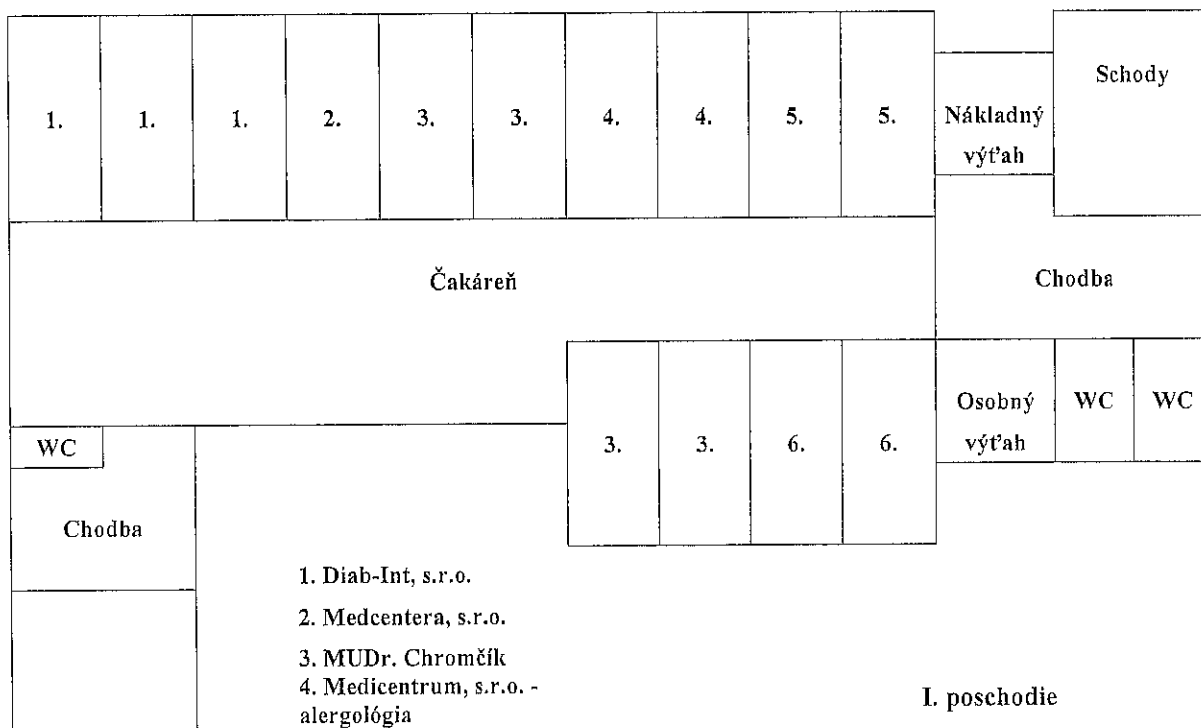 1. 1. 1. 2. 3. 3. 4. 4. 5. 5.
Nákladný
výťah
Schody
Čakáreň
Chodba
3. 3. 6. 6.
Osobný
výťah
WC
WC
WC
Chodba
1. Diab-Int, s.r.o.
2. Medcentera, s.r.o.
3. MUDr. Chromčík
4. Medicentrum, s.r.o. -
alergológia
I. poschodie